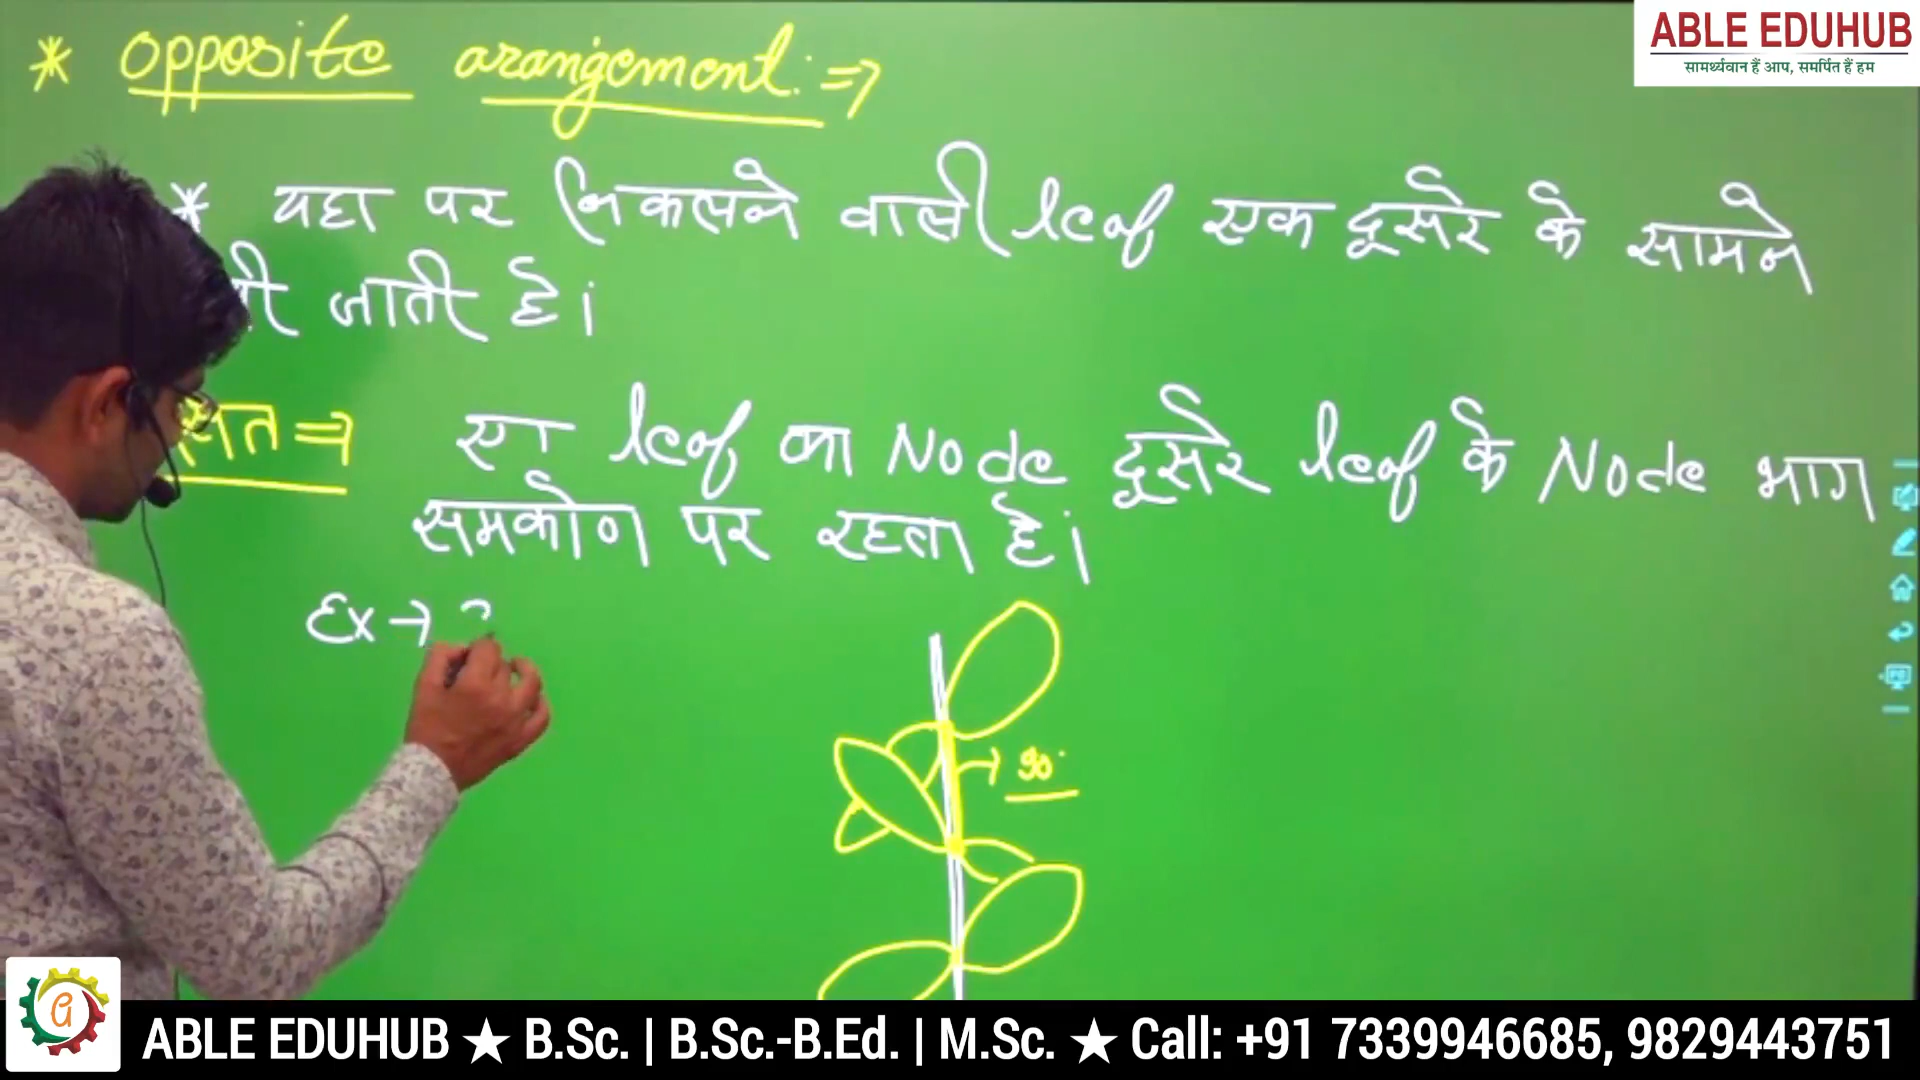 * opposite arangement :⇒
ABLE EDUHUB
सामर्थ्यवान हैं आप, समर्पित हैं हम
* यहा पर निकलने वाली leaf एक दूसरे के सामने
जाती है।
⇒ एा leaf का Node दूसरे leaf के Node भाग
समकोण पर रहता है।
Ex →
→ 90°
ABLE EDUHUB ★ B.Sc. | B.Sc.-B.Ed. | M.Sc. ★ Call: +91 7339946685, 9829443751